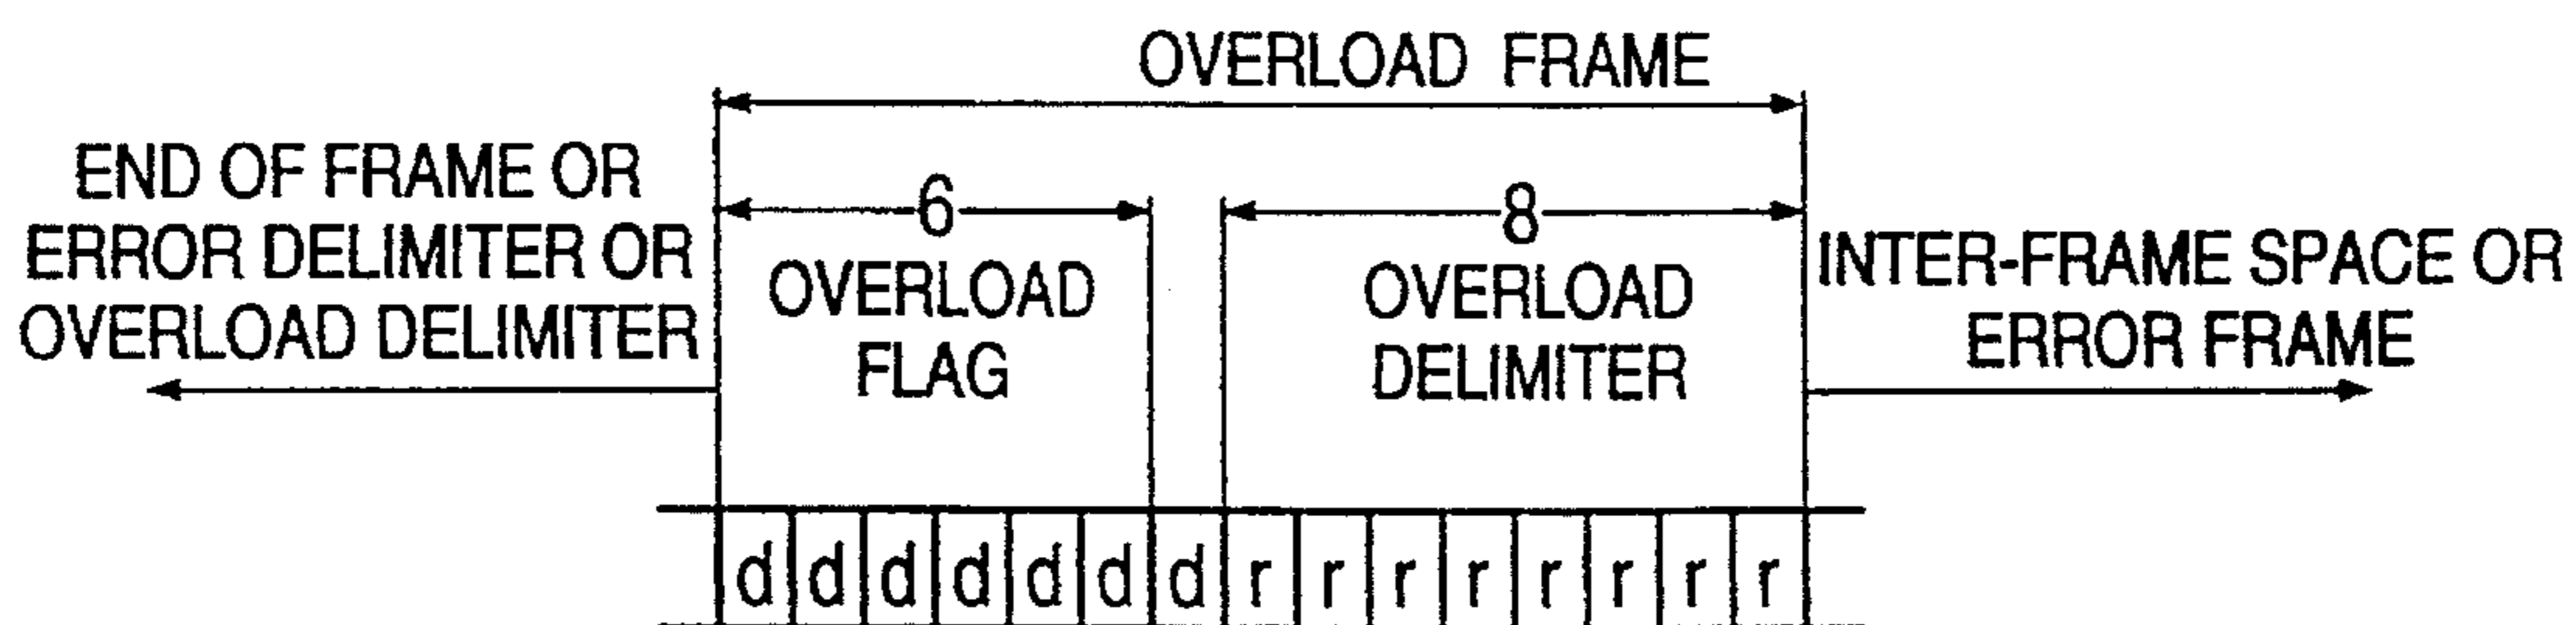 OVERLOAD FRAME
END OF FRAME OR
ERROR DELIMITER OR
OVERLOAD DELIMITER
6
OVERLOAD
FLAG
8
OVERLOAD
DELIMITER
INTER-FRAME SPACE OR
ERROR FRAME
d d d d d d d r r r r r r r r